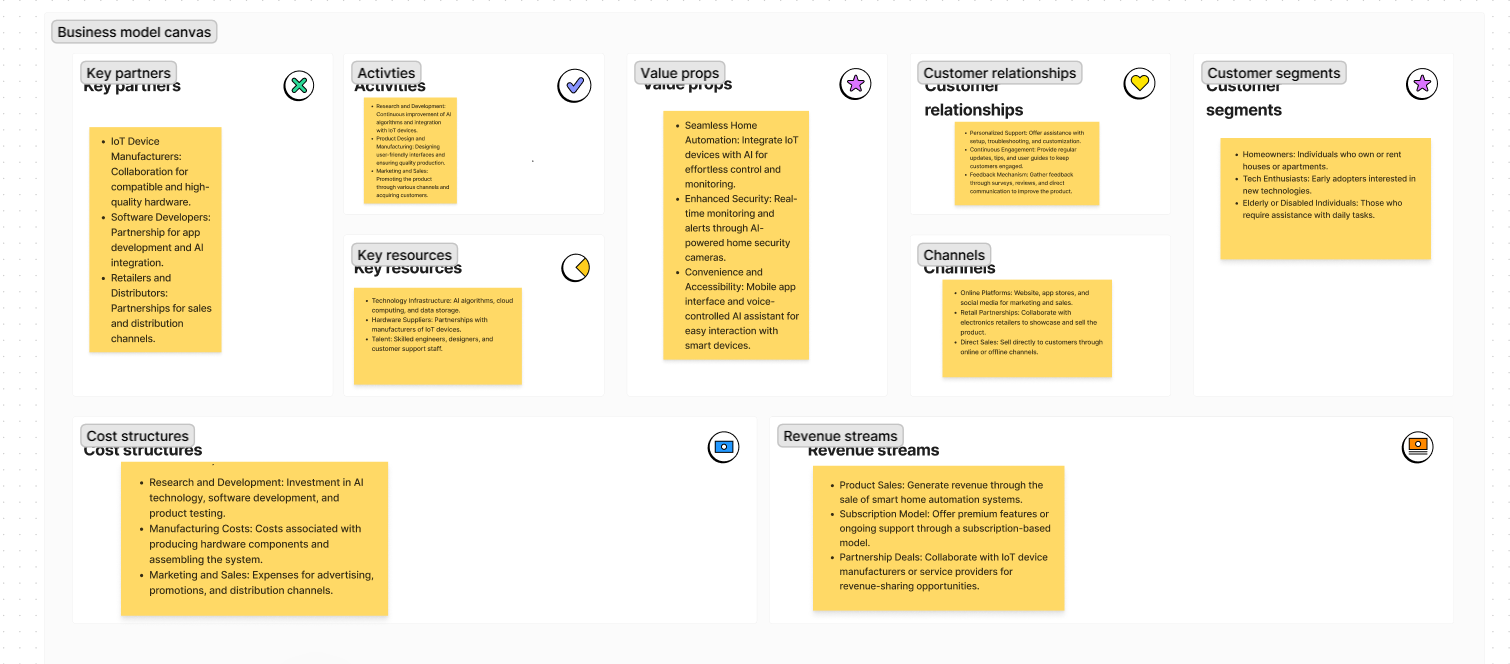 Business model canvas
Key partners
Key partners
• IoT Device
Manufacturers:
Collaboration for
compatible and high-
quality hardware.
• Software Developers:
Partnership for app
development and AI
integration.
• Retailers and
Distributors:
Partnerships for sales
and distribution
channels.
Activties
Activities
• Research and Development:
Continuous improvement of AI
algorithms and integration
with IoT devices.
• Product Design and
Manufacturing: Designing
user-friendly interfaces and
ensuring quality production.
• Marketing and Sales:
Promoting the product
through various channels and
acquiring customers.
Key resources
Key resources
• Technology Infrastructure: AI algorithms, cloud
computing, and data storage.
• Hardware Suppliers: Partnerships with
manufacturers of IoT devices.
• Talent: Skilled engineers, designers, and
customer support staff.
Value props
Value props
• Seamless Home
Automation: Integrate IoT
devices with AI for
effortless control and
monitoring.
• Enhanced Security: Real-
time monitoring and
alerts through AI-
powered home security
cameras.
• Convenience and
Accessibility: Mobile app
interface and voice-
controlled AI assistant for
easy interaction with
smart devices.
Customer relationships
Customer
relationships
• Personalized Support: Offer assistance with
setup, troubleshooting, and customization.
• Continuous Engagement: Provide regular
updates, tips, and user guides to keep
customers engaged.
• Feedback Mechanism: Gather feedback
through surveys, reviews, and direct
communication to improve the product.
Channels
Channels
• Online Platforms: Website, app stores, and
social media for marketing and sales.
• Retail Partnerships: Collaborate with
electronics retailers to showcase and sell the
product.
• Direct Sales: Sell directly to customers through
online or offline channels.
Customer segments
Customer
segments
• Homeowners: Individuals who own or rent
houses or apartments.
• Tech Enthusiasts: Early adopters interested in
new technologies.
• Elderly or Disabled Individuals: Those who
require assistance with daily tasks.
Cost structures
Cost structures
• Research and Development: Investment in AI
technology, software development, and
product testing.
• Manufacturing Costs: Costs associated with
producing hardware components and
assembling the system.
• Marketing and Sales: Expenses for advertising,
promotions, and distribution channels.
Revenue streams
Revenue streams
• Product Sales: Generate revenue through the
sale of smart home automation systems.
• Subscription Model: Offer premium features or
ongoing support through a subscription-based
model.
• Partnership Deals: Collaborate with IoT device
manufacturers or service providers for
revenue-sharing opportunities.